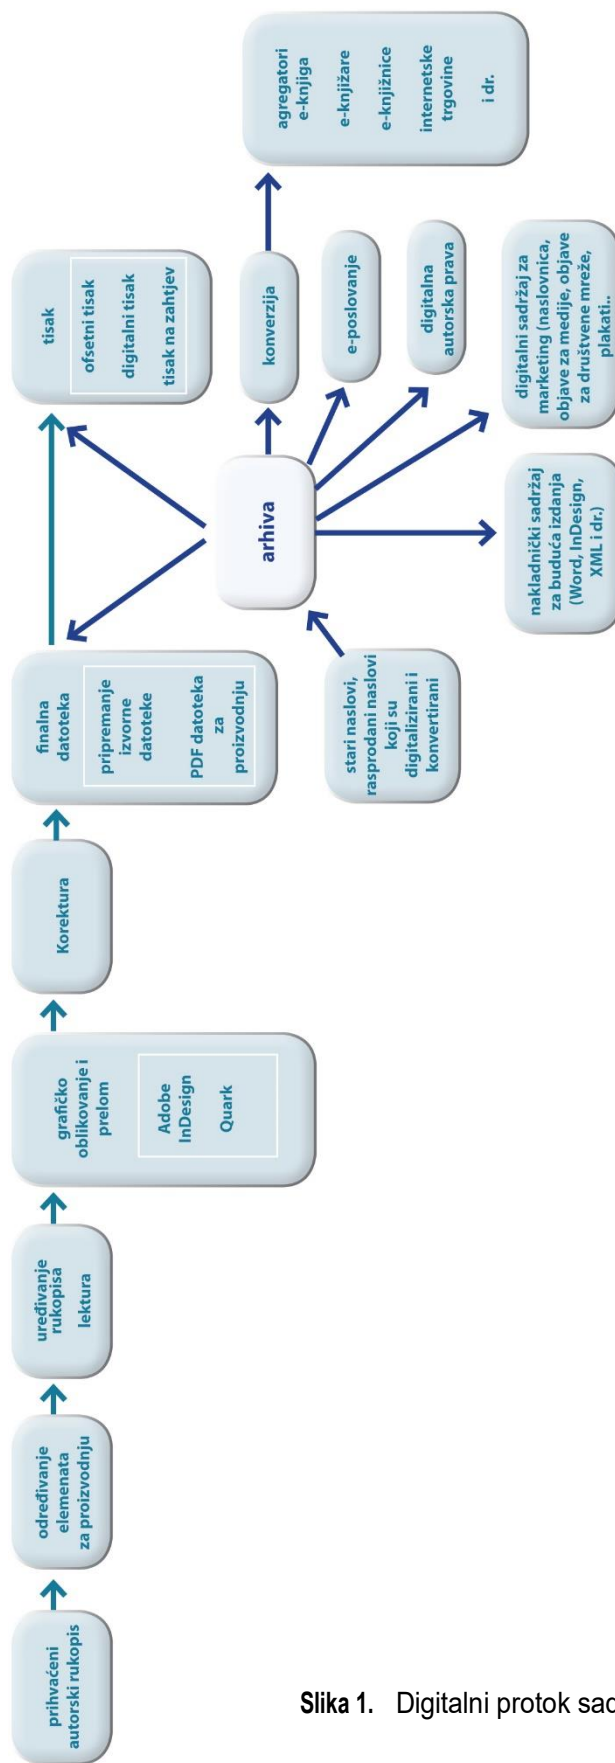 prihvaćeni
autorski rukopis
određivanje
elemenata
za proizvodnju
uređivanje
rukopisa
lektura
grafičko
oblikovanje i
prelom
Adobe
InDesign
Quark
Korektura
finalna
datoteka
pripremanje
izvorne
datoteke
PDF datoteka
za
proizvodnju
tisak
ofsetni tisak
digitalni tisak
tisak na zahtjev
stari naslovi,
rasprodani naslovi
koji su
digitalizirani i
konvertirani
arhiva
konverzija
agregatori
e-knjiga
e-knjižare
e-knjižnice
internetske
trgovine
i dr.
e-poslovanje
digitalna
autorska prava
digitalni sadržaj za
marketing (naslovnica,
objave za medije, objave
za društvene mreže,
plakati..
nakladnički sadržaj
za buduća izdanja
(Word, InDesign,
XML i dr.)
Slika 1. Digitalni protok